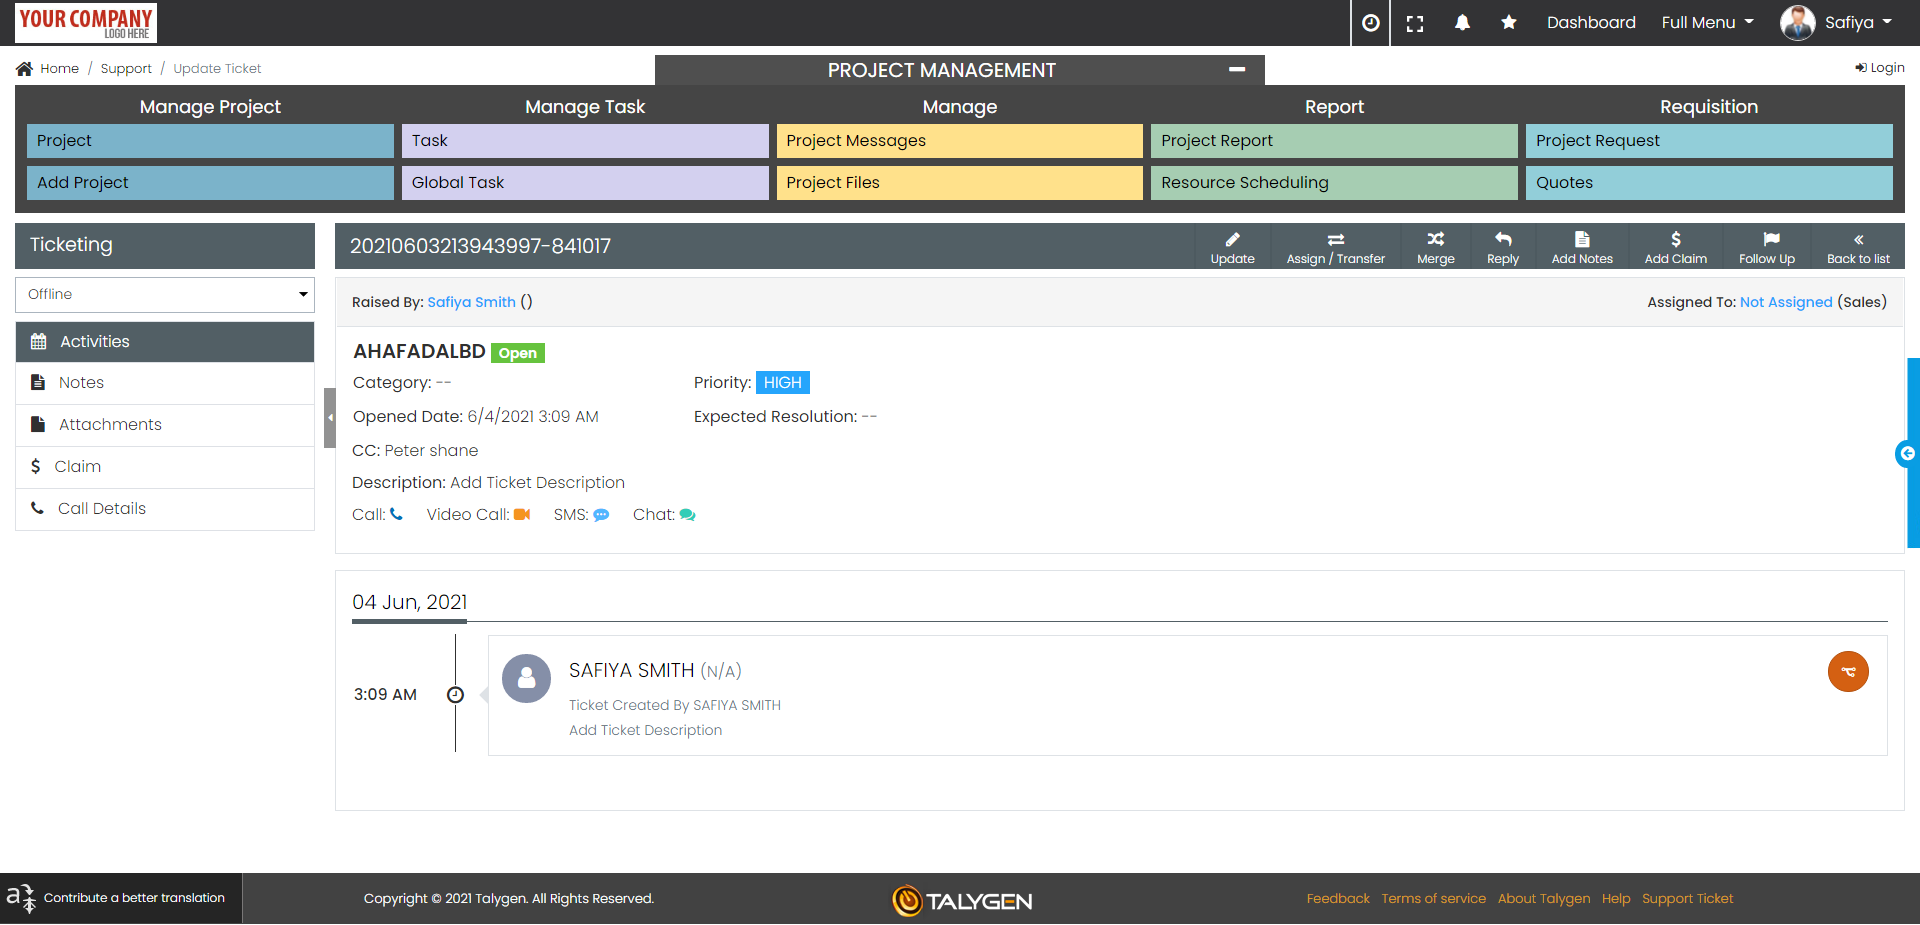 YOUR COMPANY
LOGO HERE
Dashboard
Full Menu
Safiya
Home / Support / Update Ticket
PROJECT MANAGEMENT
Login
Manage Project
Manage Task
Manage
Report
Requisition
Project
Task
Project Messages
Project Report
Project Request
Add Project
Global Task
Project Files
Resource Scheduling
Quotes
Ticketing
20210603213943997-841017
Update
Assign / Transfer
Merge
Reply
Add Notes
Add Claim
Follow Up
Back to list
Offline
Raised By: Safiya Smith ()
Assigned To: Not Assigned (Sales)
Activities
Notes
Attachments
Claim
Call Details
AHAFADALBD Open
Category: --
Priority: HIGH
Opened Date: 6/4/2021 3:09 AM
Expected Resolution: --
CC: Peter shane
Description: Add Ticket Description
Call:
Video Call:
SMS:
Chat:
04 Jun, 2021
3:09 AM
SAFIYA SMITH (N/A)
Ticket Created By SAFIYA SMITH
Add Ticket Description
Contribute a better translation
Copyright © 2021 Talygen. All Rights Reserved.
TALYGEN
Feedback Terms of service About Talygen Help Support Ticket